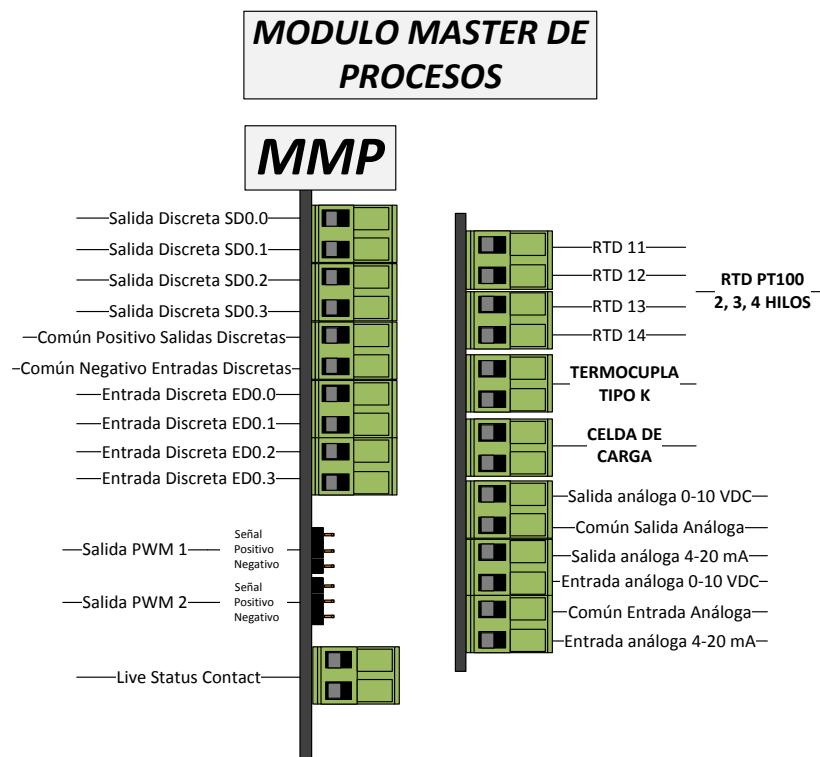 MODULO MASTER DE
PROCESOS
MMP
Salida Discreta SD0.0
Salida Discreta SD0.1
Salida Discreta SD0.2
Salida Discreta SD0.3
Común Positivo Salidas Discretas
Común Negativo Entradas Discretas
Entrada Discreta ED0.0
Entrada Discreta ED0.1
Entrada Discreta ED0.2
Entrada Discreta ED0.3
Salida PWM 1
Señal
Positivo
Negativo
Salida PWM 2
Señal
Positivo
Negativo
Live Status Contact
RTD 11
RTD 12
RTD 13
RTD 14
RTD PT100
2, 3, 4 HILOS
TERMOCUPLA
TIPO K
CELDA DE
CARGA
Salida análoga 0-10 VDC
Común Salida Análoga
Salida análoga 4-20 mA
Entrada análoga 0-10 VDC
Común Entrada Análoga
Entrada análoga 4-20 mA